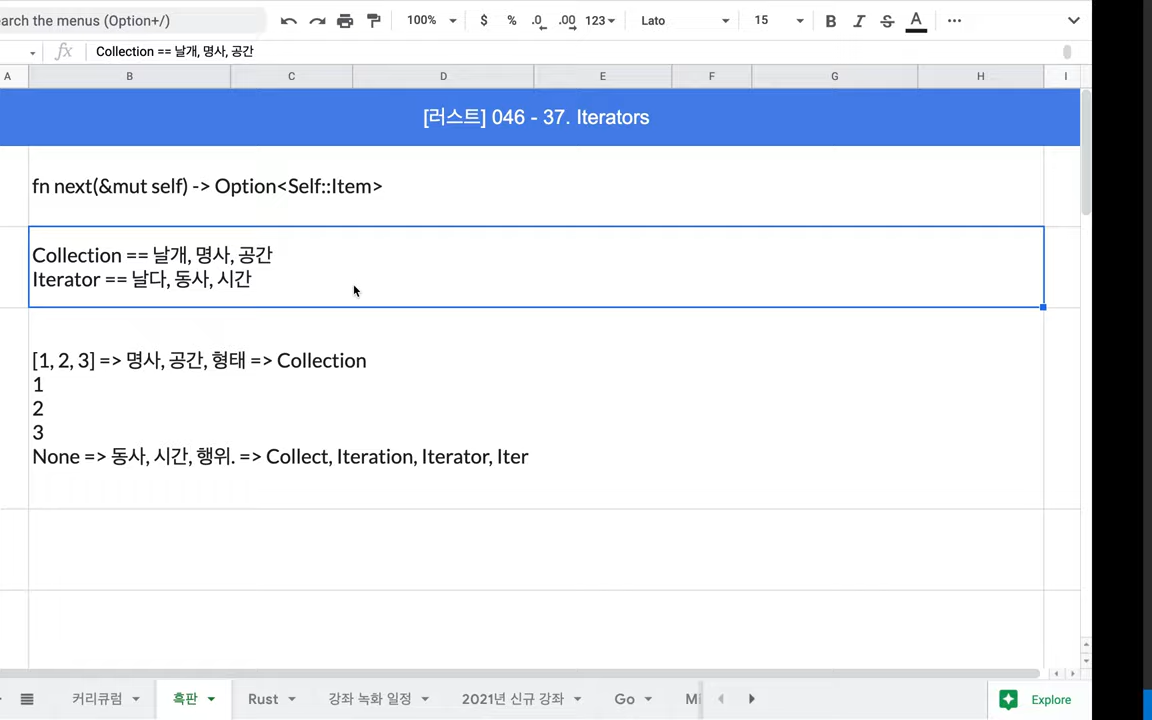 arch the menus (Option+/)
100%
$
%
.0
.00
123
Lato
15
B
I
S
A
fx
Collection == 날개, 명사, 공간
A
B
C
D
E
F
G
H
I
[러스트] 046 - 37. Iterators
fn next(&mut self) -> Option<Self::Item>
Collection == 날개, 명사, 공간
Iterator == 날다, 동사, 시간
[1, 2, 3] => 명사, 공간, 형태 => Collection
1
2
3
None => 동사, 시간, 행위. => Collect, Iteration, Iterator, Iter
커리큘럼
흑판
Rust
강좌 녹화 일정
2021년 신규 강좌
Go
Explore